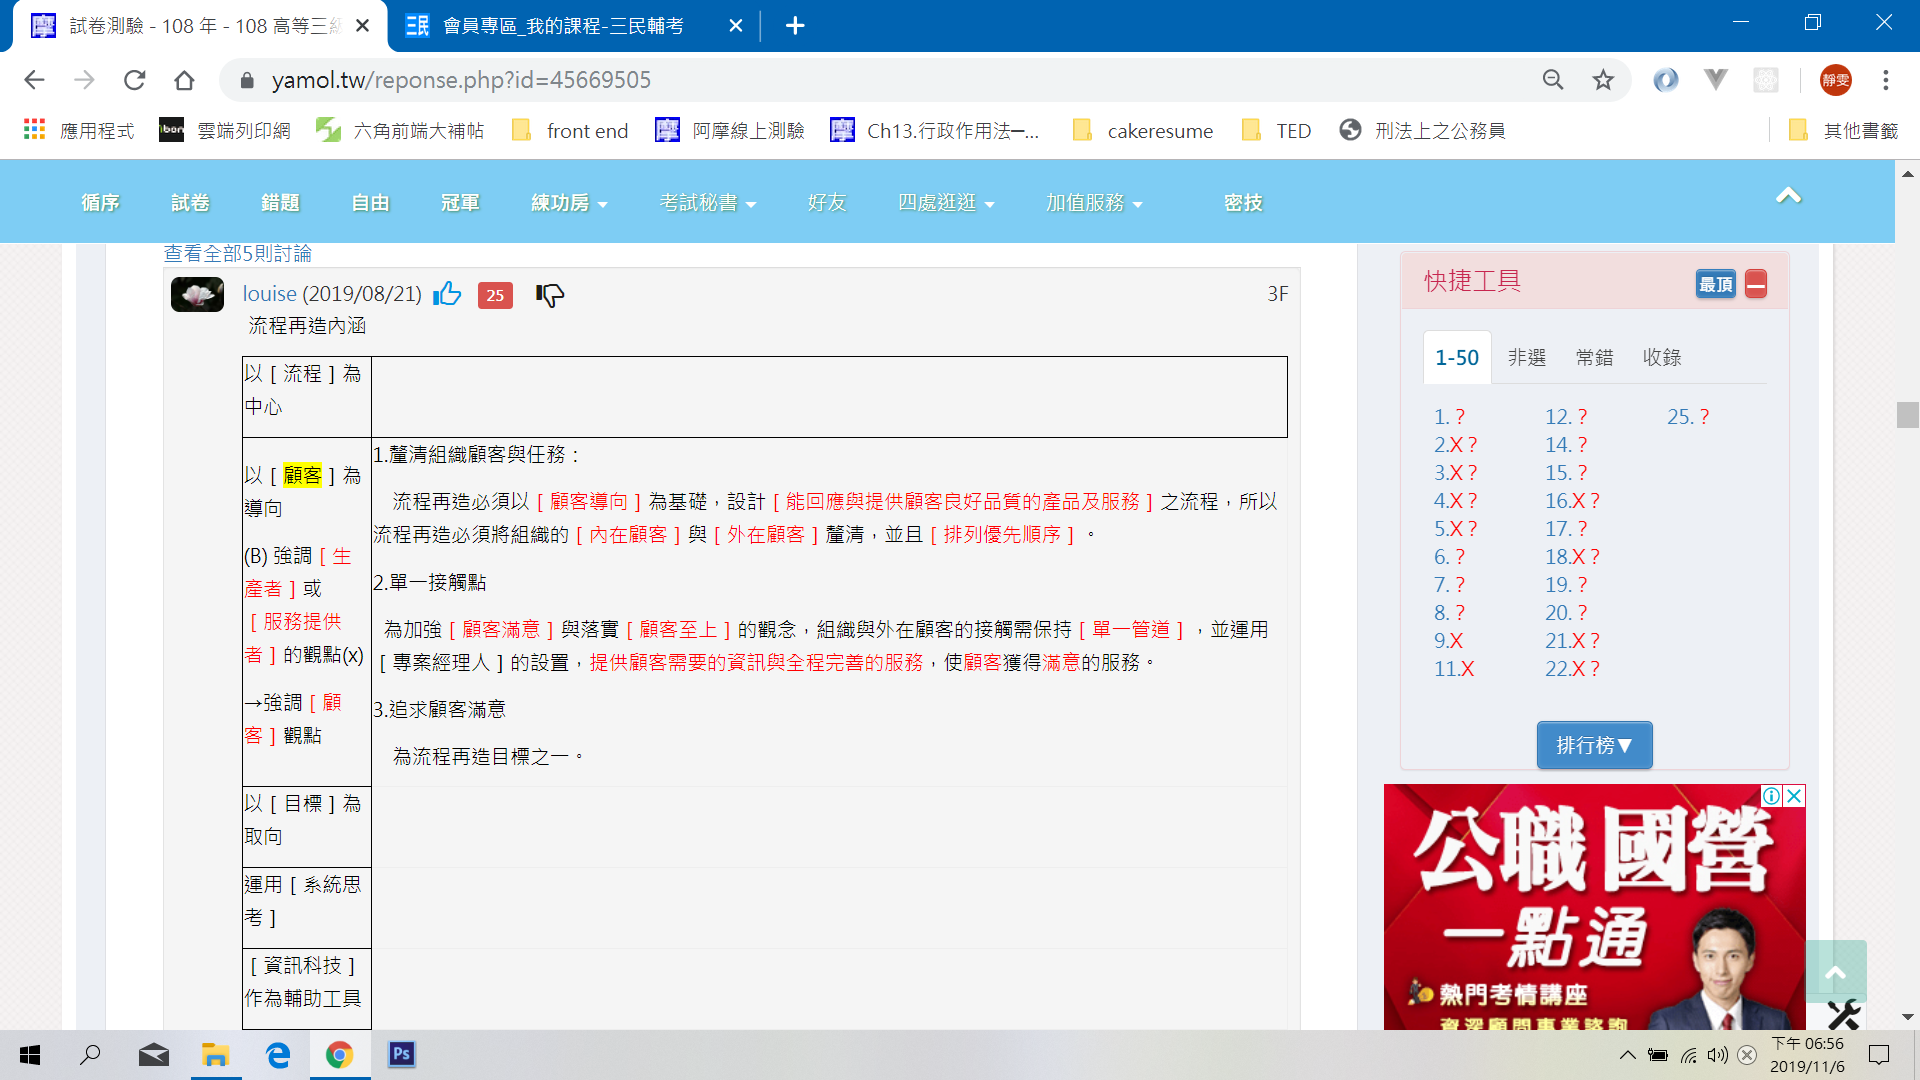 試卷測驗 - 108 年 - 108 高等三
會員專區_我的課程-三民輔考
yamol.tw/reponse.php?id=45669505
靜雯
應用程式
ibon
雲端列印網
六角前端大補帖
front end
摩
阿摩線上測驗
摩
Ch13.行政作用法一...
cakeresume
TED
刑法上之公務員
其他書籤
循序
試卷
錯題
自由
冠軍
練功房
考試秘書
好友
四處逛逛
加值服務
密技
查看全部5則討論
louise (2019/08/21)
25
3F
流程再造內涵
以［流程］為
中心
以［顧客］為
導向
(B) 強調［生
產者］或
［服務提供
者］的觀點(x)
→強調［顧
客］觀點
1.釐清組織顧客與任務：
流程再造必須以［顧客導向］為基礎，設計［能回應與提供顧客良好品質的產品及服務］之流程，所以
流程再造必須將組織的［內在顧客］與［外在顧客］釐清，並且［排列優先順序］。
2.單一接觸點
為加強［顧客滿意］與落實［顧客至上］的觀念，組織與外在顧客的接觸需保持［單一管道］，並運用
［專案經理人］的設置，提供顧客需要的資訊與全程完善的服務，使顧客獲得滿意的服務。
3.追求顧客滿意
為流程再造目標之一。
以［目標］為
取向
運用［系統思
考］
［資訊科技］
作為輔助工具
快捷工具
最頂
1-50
非選
常錯
收錄
1.？
2.X？
3.X？
4.X？
5.X？
6.？
7.？
8.？
9.X
11.X
12.？
14.？
15.？
16.X？
17.？
18.X？
19.？
20.？
21.X？
22.X？
25.？
排行榜▼
公職 國營
一點通
熱門考情講座
資深顧問專業諮詢
Ps
下午 06:56
2019/11/6